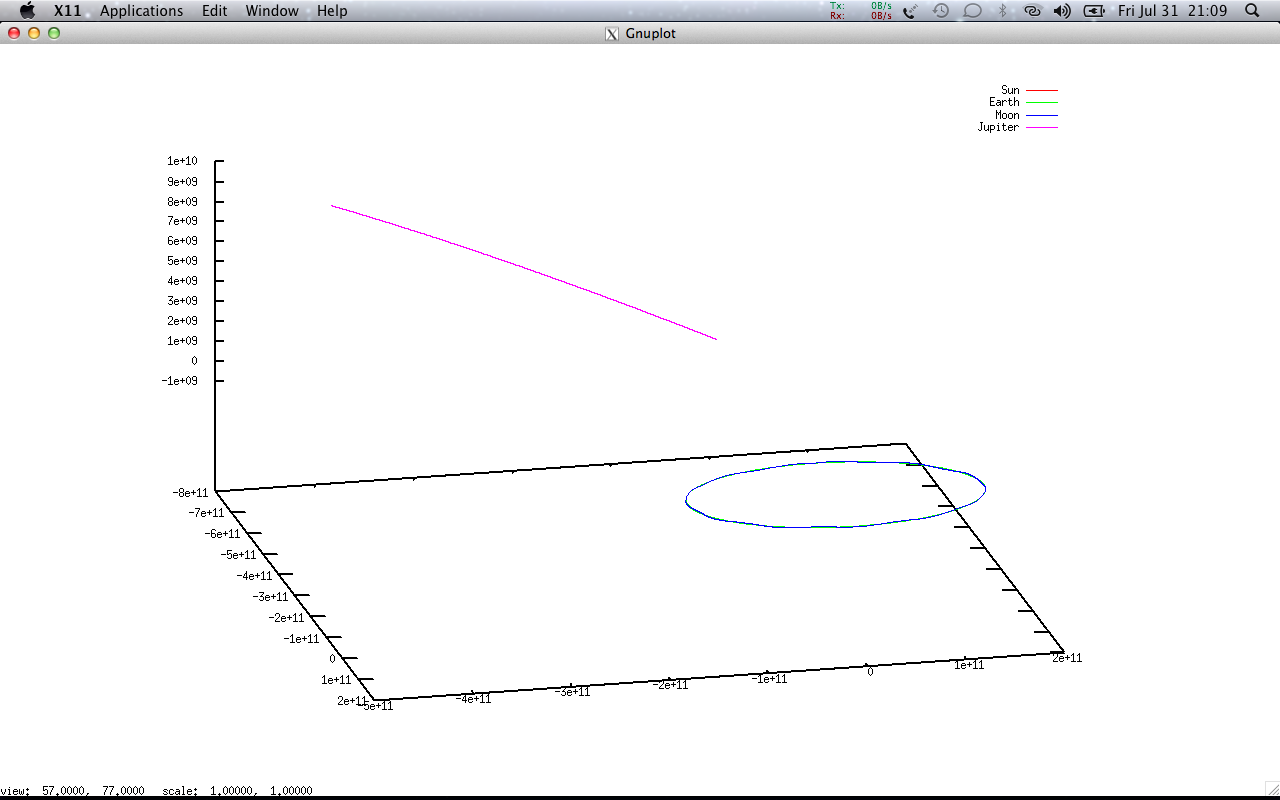 X11 Applications Edit Window Help Tx: 0B/s Rx: 0B/s Fri Jul 31 21:09
Gnuplot
Sun
Earth
Moon
Jupiter
1e+10
9e+09
8e+09
7e+09
6e+09
5e+09
4e+09
3e+09
2e+09
1e+09
0
-1e+09
-8e+11
-7e+11
-6e+11
-5e+11
-4e+11
-3e+11
-2e+11
-1e+11
0
1e+11
2e+11
-5e+11
-4e+11
-3e+11
-2e+11
-1e+11
0
1e+11
2e+11
view: 57.0000, 77.0000 scale: 1.00000, 1.00000